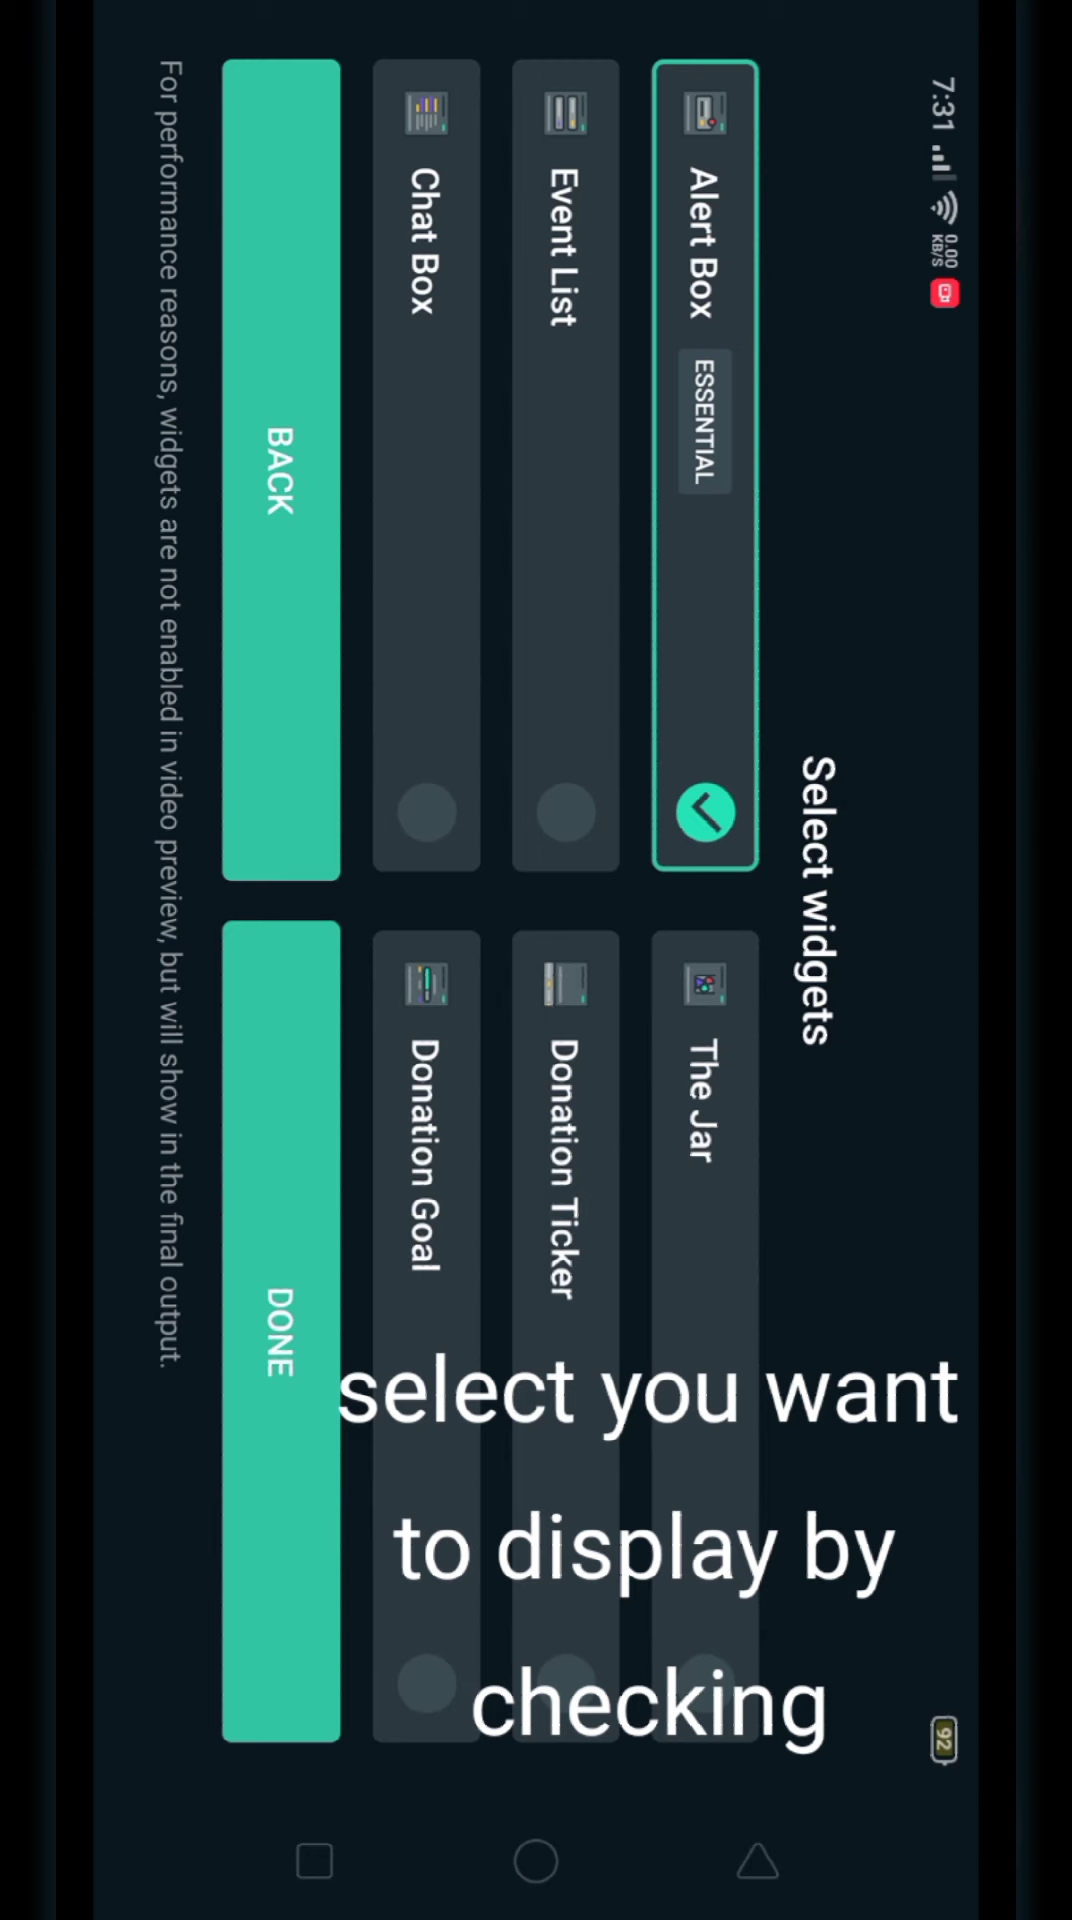 7:31
0.00
KB/S
92
Select widgets
Alert Box
ESSENTIAL
The Jar
Event List
Donation Ticker
Chat Box
Donation Goal
BACK
DONE
For performance reasons, widgets are not enabled in video preview, but will show in the final output.
select you want
to display by
checking